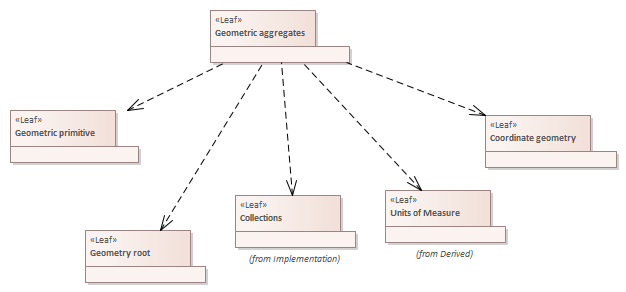 «Leaf»
Geometric aggregates
«Leaf»
Geometric primitive
«Leaf»
Coordinate geometry
«Leaf»
Collections
(from Implementation)
«Leaf»
Units of Measure
(from Derived)
«Leaf»
Geometry root